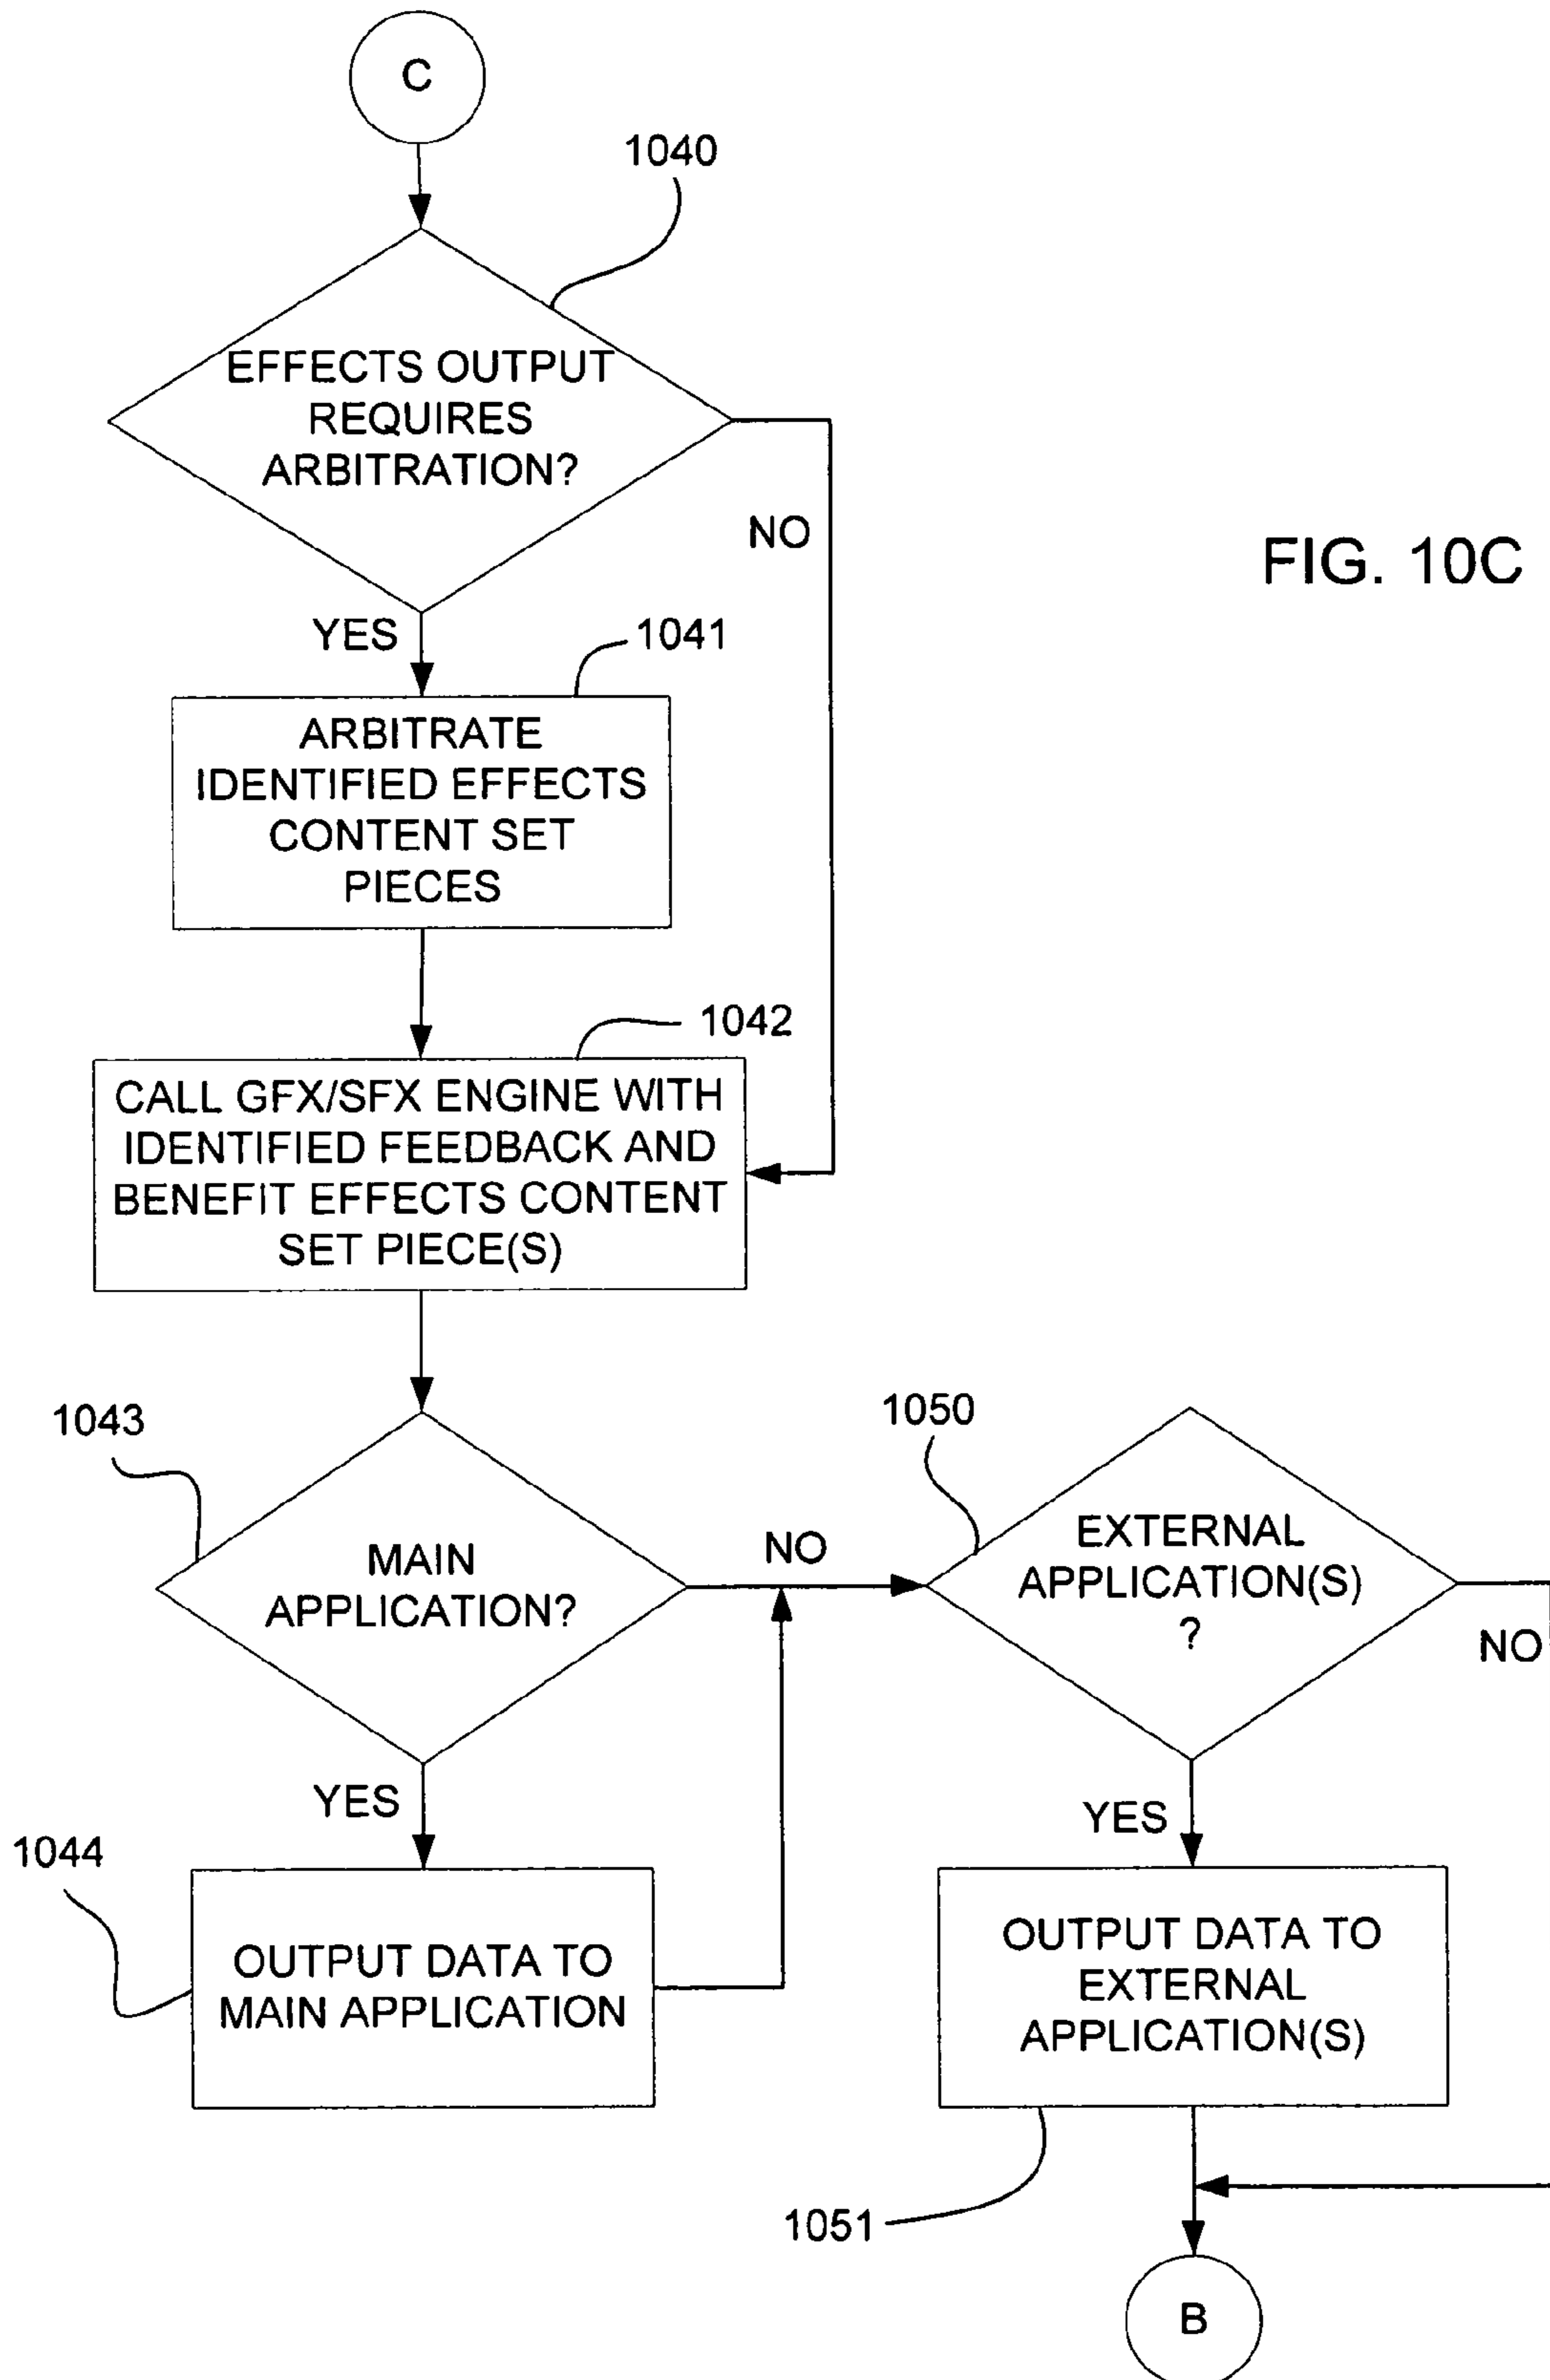 C
1040
EFFECTS OUTPUT
REQUIRES
ARBITRATION?
NO
FIG. 10C
YES
1041
ARBITRATE
IDENTIFIED EFFECTS
CONTENT SET
PIECES
1042
CALL GFX/SFX ENGINE WITH
IDENTIFIED FEEDBACK AND
BENEFIT EFFECTS CONTENT
SET PIECE(S)
1043
MAIN
APPLICATION?
NO
1050
EXTERNAL
APPLICATION(S)
?
NO
YES
1044
OUTPUT DATA TO
MAIN APPLICATION
YES
OUTPUT DATA TO
EXTERNAL
APPLICATION(S)
1051
B